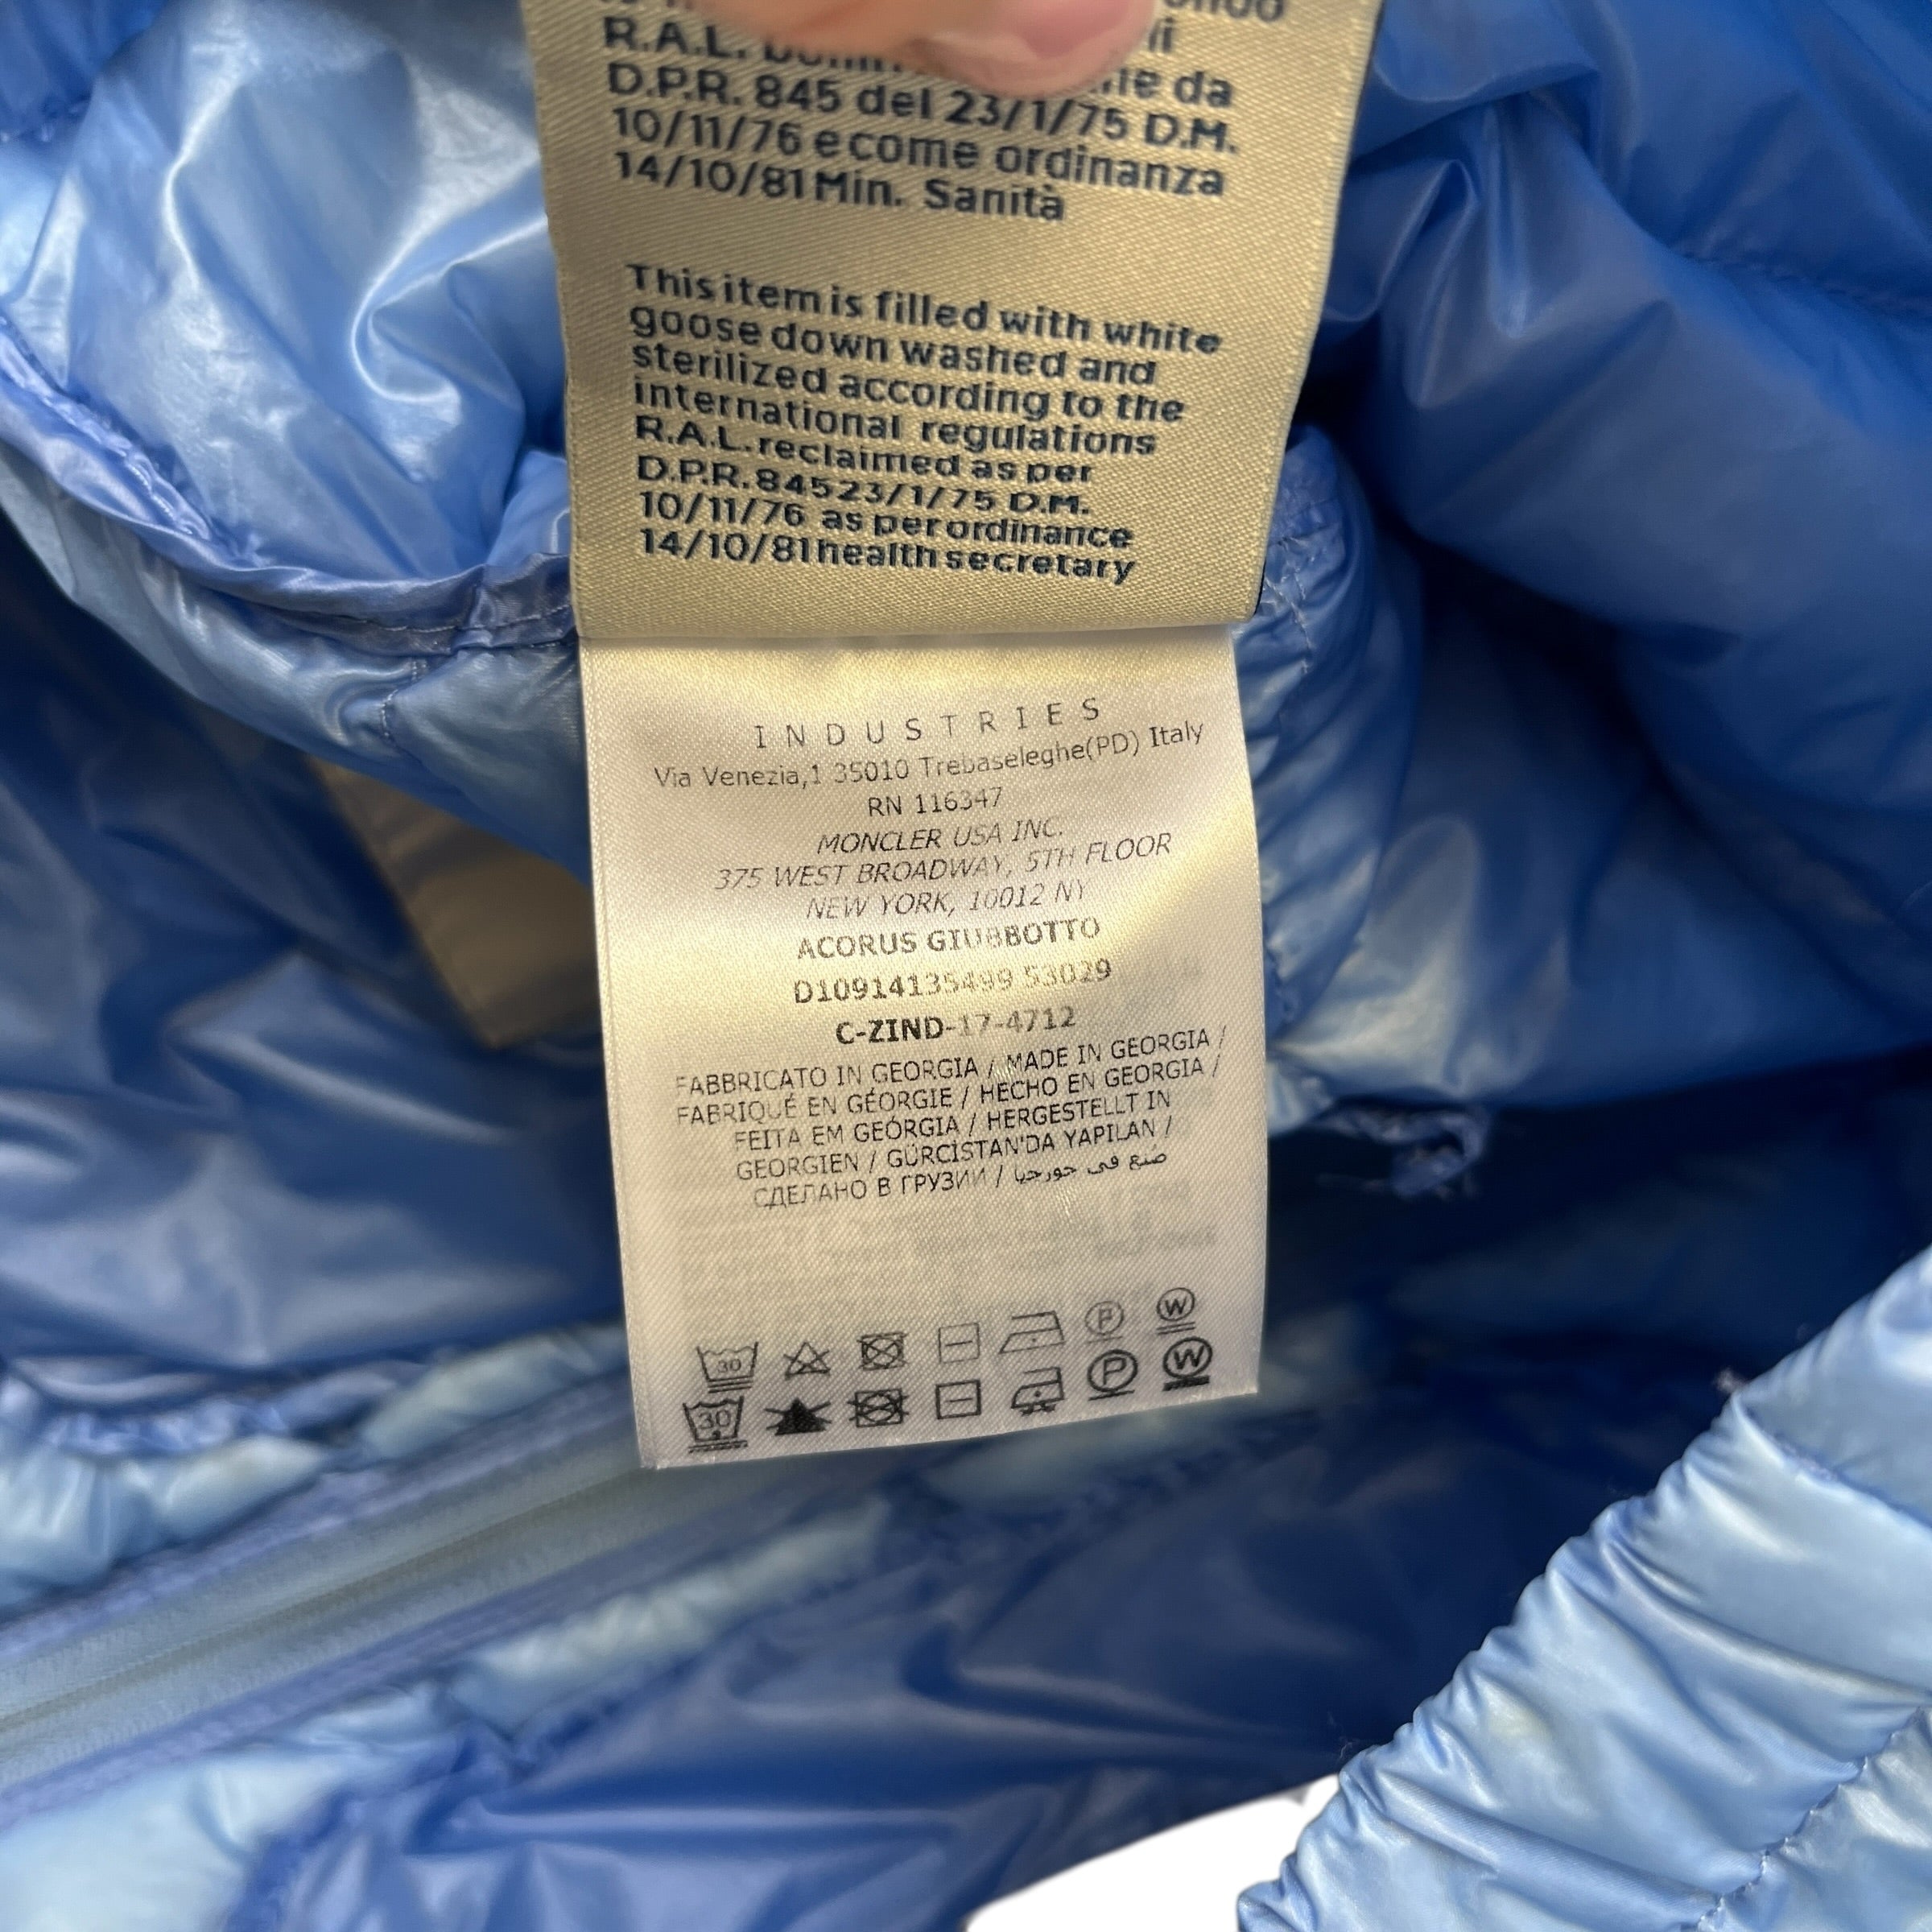 R.A.L.
da
D.P.R. 845 del 23/1/75 D.M.
10/11/76 e come ordinanza
14/10/81 Min. Sanità
This item is filled with white
goose down washed and
sterilized according to the
international regulations
R.A.L. reclaimed as per
D.P.R. 84523/1/75 D.M.
10/11/76 as per ordinance
14/10/81 health secretary
INDUSTRIES
Via Venezia,1 35010 Trebaseleghe(PD) Italy
RN 116347
MONCLER USA INC.
375 WEST BROADWAY, 5TH FLOOR
NEW YORK, 10012 NY
ACORUS GIUBBOTTO
D10914135499 53029
C-ZIND-17-4712
FABBRICATO IN GEORGIA / MADE IN GEORGIA /
FABRIQUÉ EN GÉORGIE / HECHO EN GEORGIA /
FEITA EM GEÓRGIA / HERGESTELLT IN
GEORGIEN / GÜRCİSTAN'DA YAPILAN /
СДЕЛАНО В ГРУЗИИ / صنع في جورجيا
30 P W
30 P W